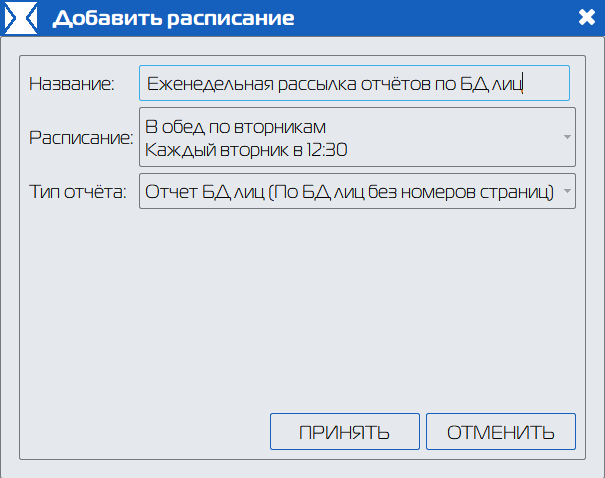 Добавить расписание
Название: Еженедельная рассылка отчётов по БД лиц
Расписание: В обед по вторникам
Каждый вторник в 12:30
Тип отчёта: Отчет БД лиц (По БД лиц без номеров страниц)
ПРИНЯТЬ ОТМЕНИТЬ